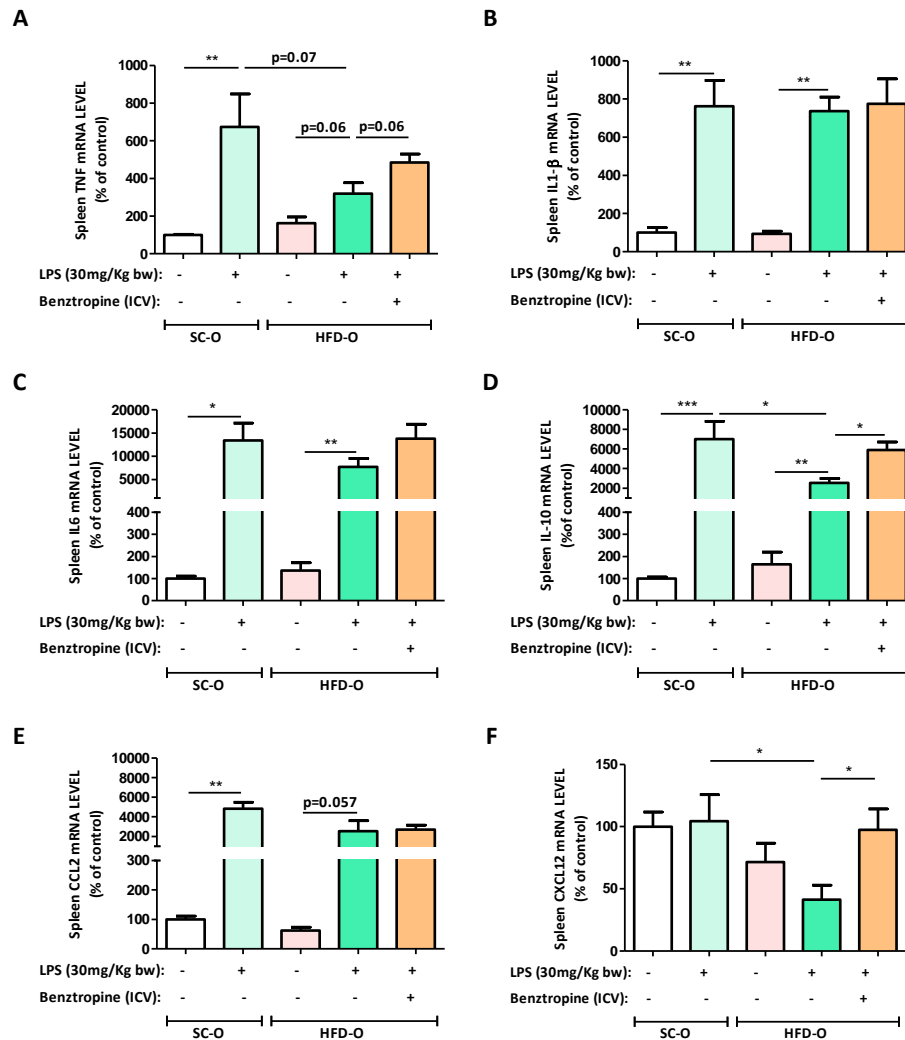 A
Spleen TNF mRNA LEVEL
(% of control)
1000
800
600
400
200
0
**
p=0.07
p=0.06
p=0.06
LPS (30mg/Kg bw): - + - + +
Benztropine (ICV): - - - - +
SC-O HFD-O
B
Spleen IL1-β mRNA LEVEL
(% of control)
1000
800
600
400
200
0
**
**
LPS (30mg/Kg bw): - + - + +
Benztropine (ICV): - - - - +
SC-O HFD-O
C
Spleen IL6 mRNA LEVEL
(% of control)
20000
15000
10000
5000
400
300
200
100
0
*
**
LPS (30mg/Kg bw): - + - + +
Benztropine (ICV): - - - - +
SC-O HFD-O
D
Spleen IL-10 mRNA LEVEL
(%of control)
10000
8000
6000
4000
2000
400
300
200
100
0
***
*
**
*
LPS (30mg/Kg bw): - + - + +
Benztropine (ICV): - - - - +
SC-O HFD-O
E
Spleen CCL2 mRNA LEVEL
(% of control)
10000
8000
6000
4000
2000
300
200
100
0
**
p=0.057
LPS (30mg/Kg bw): - + - + +
Benztropine (ICV): - - - - +
SC-O HFD-O
F
Spleen CXCL12 mRNA LEVEL
(% of control)
150
100
50
0
*
*
LPS (30mg/Kg bw): - + - + +
Benztropine (ICV): - - - - +
SC-O HFD-O